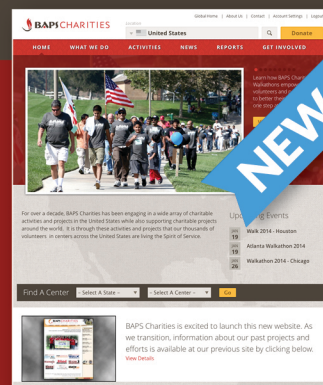 Global Home | About Us | Contact | Account Settings | Logout
BAPS CHARITIES
Location
United States
Donate
HOME WHAT WE DO ACTIVITIES NEWS REPORTS GET INVOLVED
Learn how BAPS Char
Walkathons empow
volunteers and
to better the
one step
NEW
For over a decade, BAPS Charities has been engaging in a wide array of charitable
activities and projects in the United States while also supporting charitable projects
around the world. It is through these activities and projects that our thousands of
volunteers in centers across the United States are living the Spirit of Service.
Upcoming Events
19 Walk 2014 - Houston
19 Atlanta Walkathon 2014
26 Walkathon 2014 - Chicago
Find A Center - Select A State - - Select A Center - Go
BAPS Charities is excited to launch this new website. As
we transition, information about our past projects and
efforts is available at our previous site by clicking below.
View Details